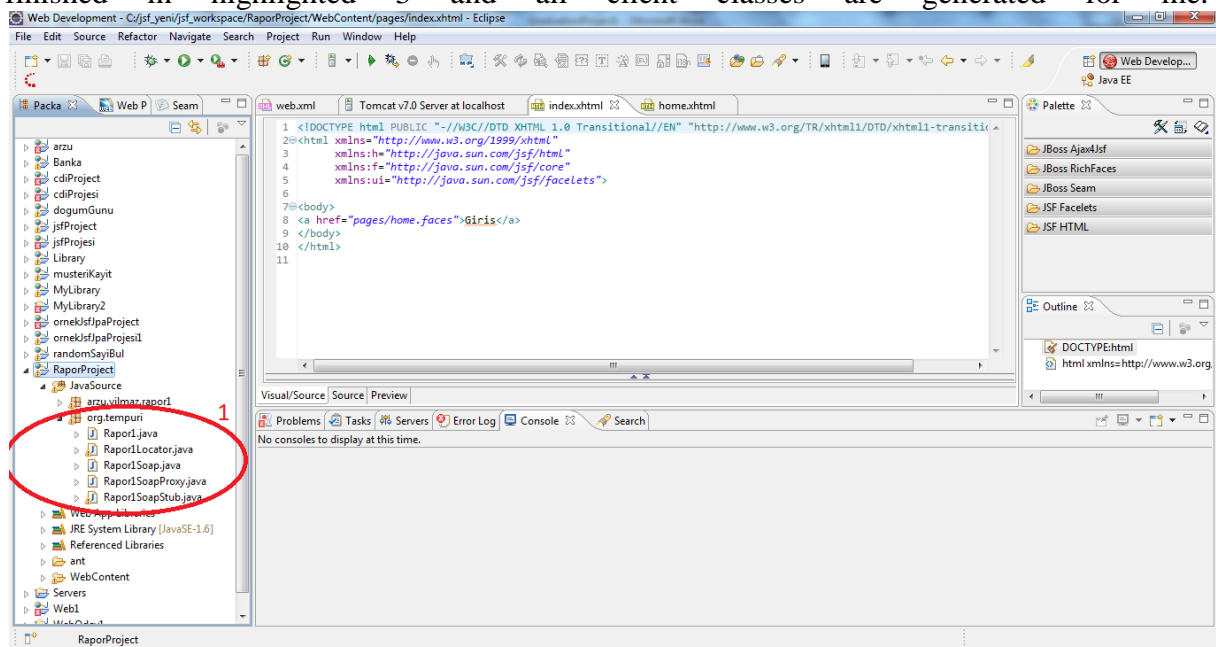 finished in highlighted 3 and all client classes are generated for me.
Web Development - C:/jsf_yeni/jsf_workspace/RaporProject/WebContent/pages/index.xhtml - Eclipse
File Edit Source Refactor Navigate Search Project Run Window Help
Web Develop...
Java EE
Packa Web P Seam
web.xml Tomcat v7.0 Server at localhost index.xhtml home.xhtml
Palette
arzu
Banka
cdiProject
cdiProjesi
dogumGunu
jsfProject
jsfProjesi
Library
musteriKayit
MyLibrary
MyLibrary2
ornekJsfJpaProject
ornekJsfJpaProjesi1
randomSayiBul
RaporProject
JavaSource
arzu.yilmaz.rapor1
org.tempuri
1
Rapor1.java
Rapor1Locator.java
Rapor1Soap.java
Rapor1SoapProxy.java
Rapor1SoapStub.java
Web App Libraries
JRE System Library [JavaSE-1.6]
Referenced Libraries
ant
WebContent
Servers
Web1
WebOdev1
1 <!DOCTYPE html PUBLIC "-//W3C//DTD XHTML 1.0 Transitional//EN" "http://www.w3.org/TR/xhtml1/DTD/xhtml1-transitic
2 <html xmlns="http://www.w3.org/1999/xhtml"
3 xmlns:h="http://java.sun.com/jsf/html"
4 xmlns:f="http://java.sun.com/jsf/core"
5 xmlns:ui="http://java.sun.com/jsf/facelets">
6
7 <body>
8 <a href="pages/home.faces">Giris</a>
9 </body>
10 </html>
11
Visual/Source Source Preview
JBoss Ajax4Jsf
JBoss RichFaces
JBoss Seam
JSF Facelets
JSF HTML
Outline
DOCTYPE:html
html xmlns=http://www.w3.org
Problems Tasks Servers Error Log Console Search
No consoles to display at this time.
RaporProject